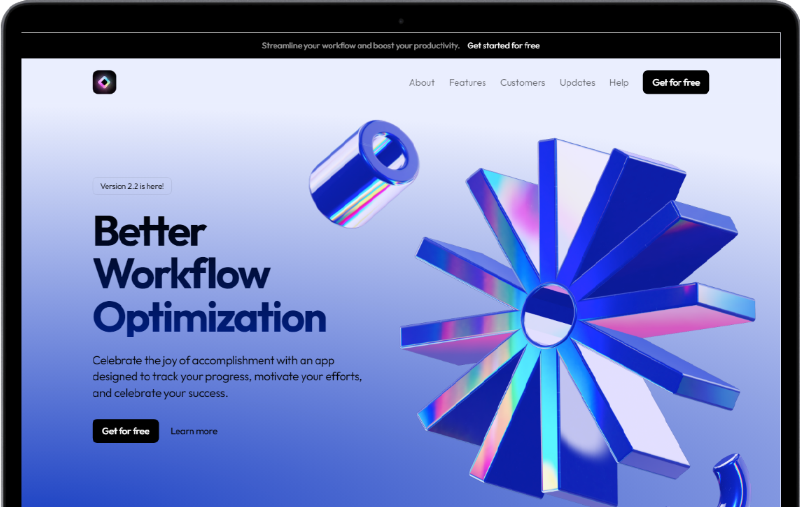 Streamline your workflow and boost your productivity. Get started for free
About Features Customers Updates Help Get for free
Version 2.2 is here!
Better
Workflow
Optimization
Celebrate the joy of accomplishment with an app
designed to track your progress, motivate your efforts,
and celebrate your success.
Get for free Learn more